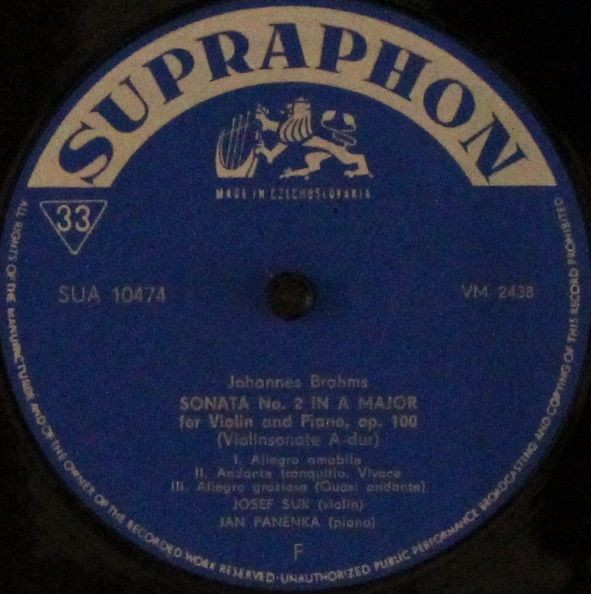 SUPRAPHON
MADE IN CZECHOSLOVAKIA
33
SUA 10474
VM 2438
Johannes Brahms
SONATA No. 2 IN A MAJOR
for Violin and Piano, op. 100
(Violinsonate A-dur)
I. Allegro amabile
II. Andante tranquillo. Vivace
III. Allegro grazioso (Quasi andante)
JOSEF SUK (violin)
JAN PANENKA (piano)
F
ALL RIGHTS OF THE MANUFACTURER AND OF THE OWNER OF THE RECORDED WORK RESERVED·UNAUTHORIZED PUBLIC PERFORMANCE BROADCASTING AND COPYING OF THIS RECORD PROHIBITED